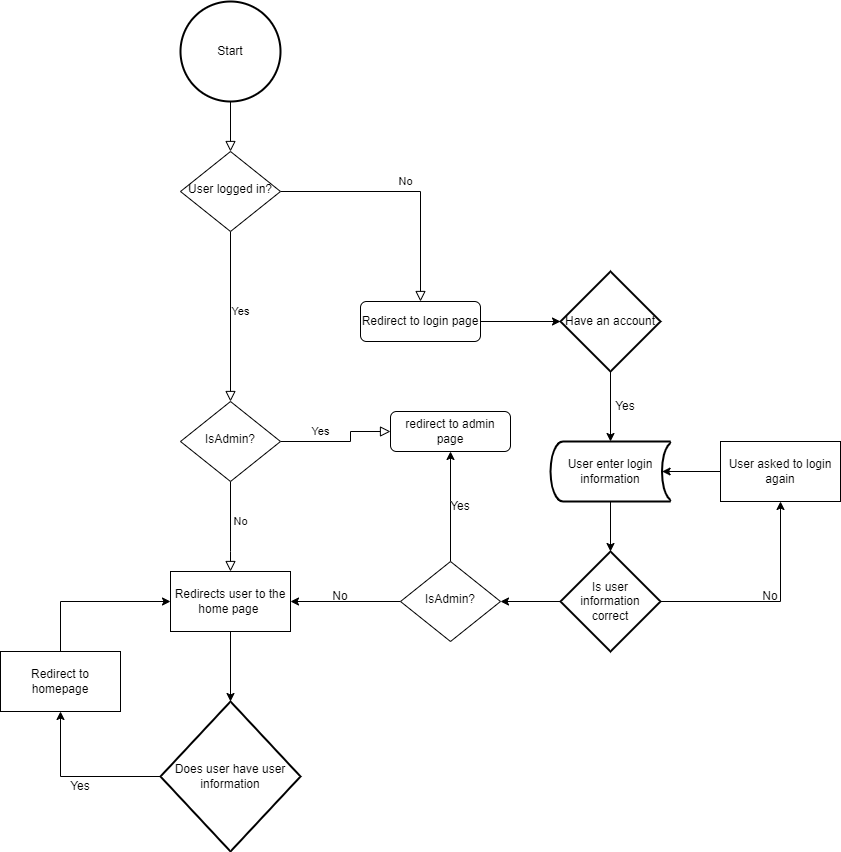 Start
User logged in?
No
Yes
Redirect to login page
Have an account
Yes
IsAdmin?
Yes
redirect to admin
page
User enter login
information
User asked to login
again
No
Yes
Redirects user to the
home page
No
IsAdmin?
Is user
information
correct
No
Redirect to
homepage
Does user have user
information
Yes